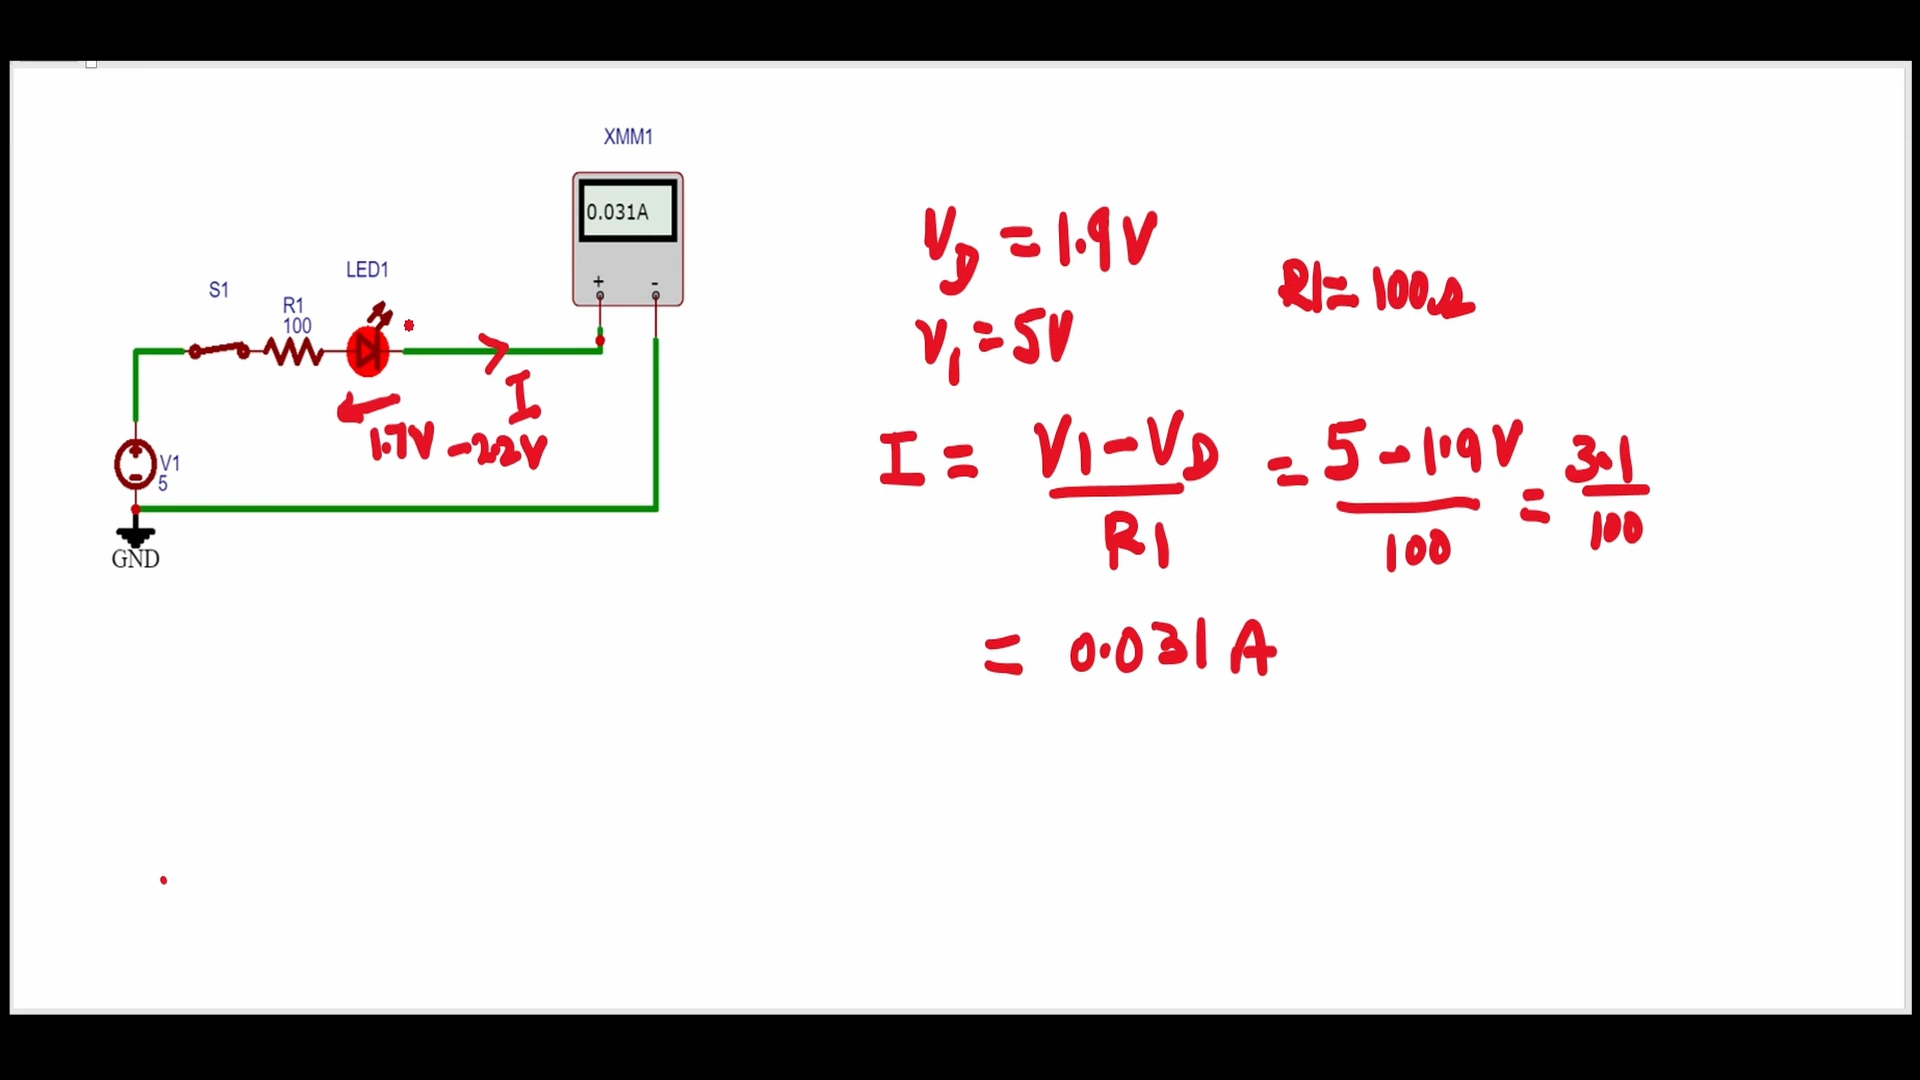 XMM1
0.031A
+ -
LED1
S1
R1
100
V1
5
GND
I
1.7V - 2.2V
VD = 1.9V
R1 = 100Ω
V1 = 5V
I = V1 - VD / R1 = 5 - 1.9V / 100 = 3.1 / 100
= 0.031 A